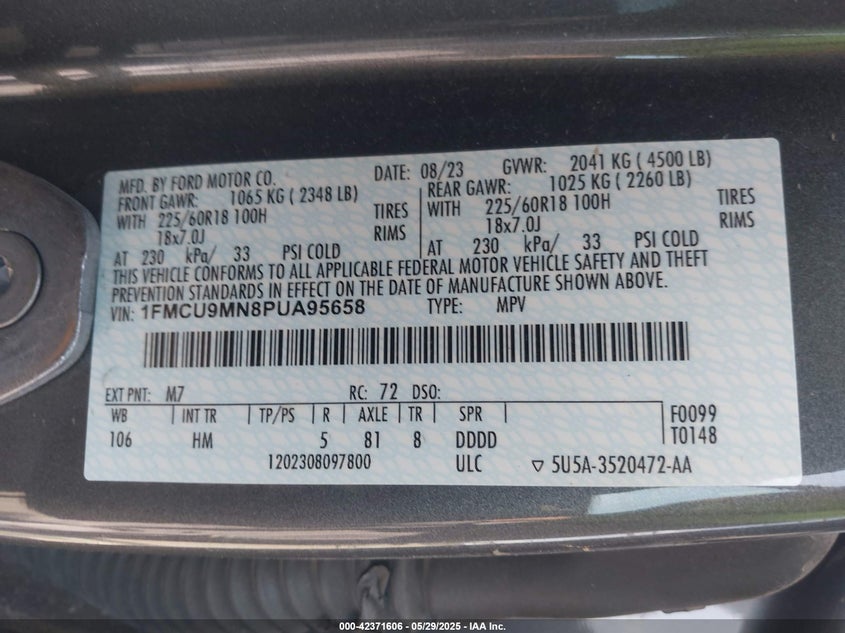 MFD. BY FORD MOTOR CO. DATE: 08/23 GVWR: 2041 KG ( 4500 LB)
FRONT GAWR: 1065 KG ( 2348 LB) REAR GAWR: 1025 KG ( 2260 LB)
WITH 225/60R18 100H TIRES WITH 225/60R18 100H TIRES
18x7.0J RIMS 18x7.0J RIMS
AT 230 kPa/ 33 PSI COLD AT 230 kPa/ 33 PSI COLD
THIS VEHICLE CONFORMS TO ALL APPLICABLE FEDERAL MOTOR VEHICLE SAFETY AND THEFT
PREVENTION STANDARDS IN EFFECT ON THE DATE OF MANUFACTURE SHOWN ABOVE.
VIN: 1FMCU9MN8PUA95658 TYPE: MPV
EXT PNT: M7 RC: 72 DSO:
WB INT TR TP/PS R AXLE TR SPR F0099
106 HM 5 81 8 DDDD T0148
1202308097800 ULC ▽ 5U5A-3520472-AA
000-42371606 | 05/29/2025 - IAA Inc.